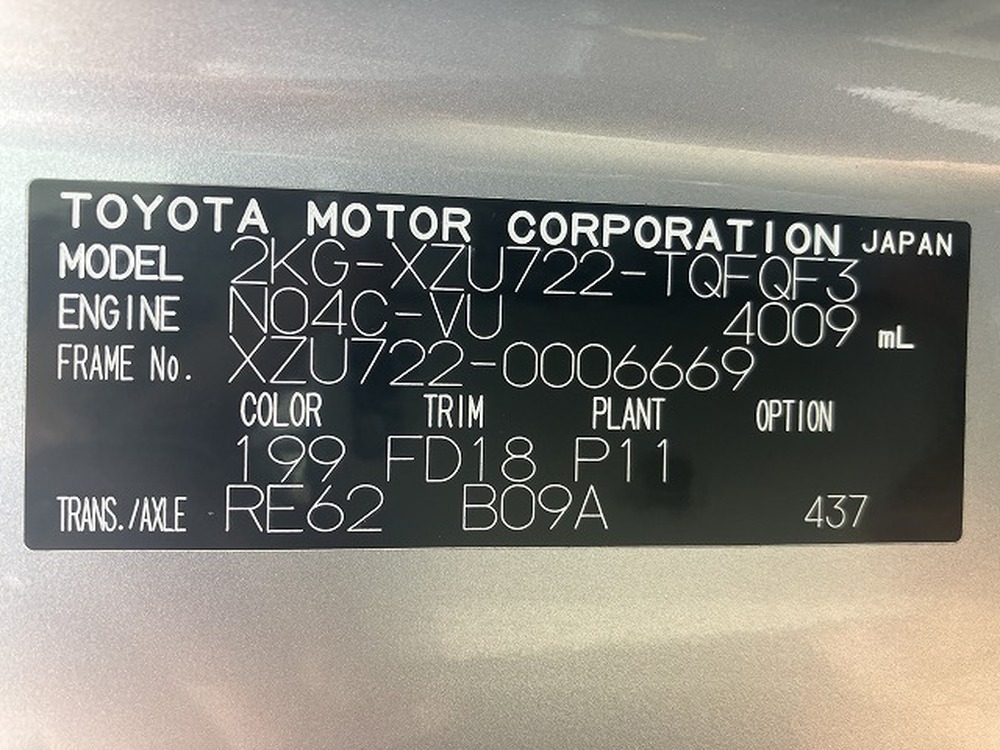 TOYOTA MOTOR CORPORATION JAPAN
MODEL 2KG-XZU722-TQFQF3
ENGINE N04C-VU 4009 mL
FRAME No. XZU722-0006669
COLOR TRIM PLANT OPTION
199 FD18 P11
TRANS./AXLE RE62 B09A 437